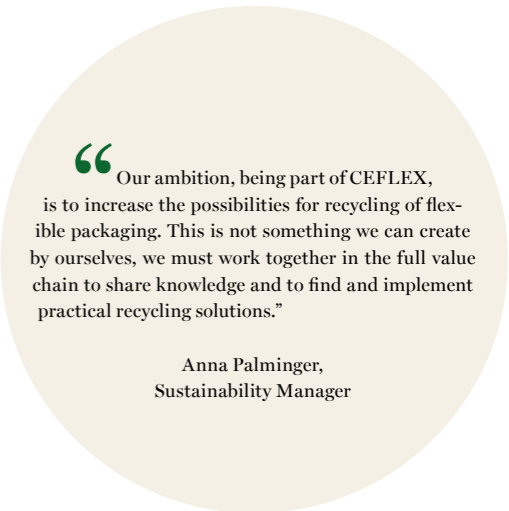 “Our ambition, being part of CEFLEX,
is to increase the possibilities for recycling of flex-
ible packaging. This is not something we can create
by ourselves, we must work together in the full value
chain to share knowledge and to find and implement
practical recycling solutions.”
Anna Palminger,
Sustainability Manager